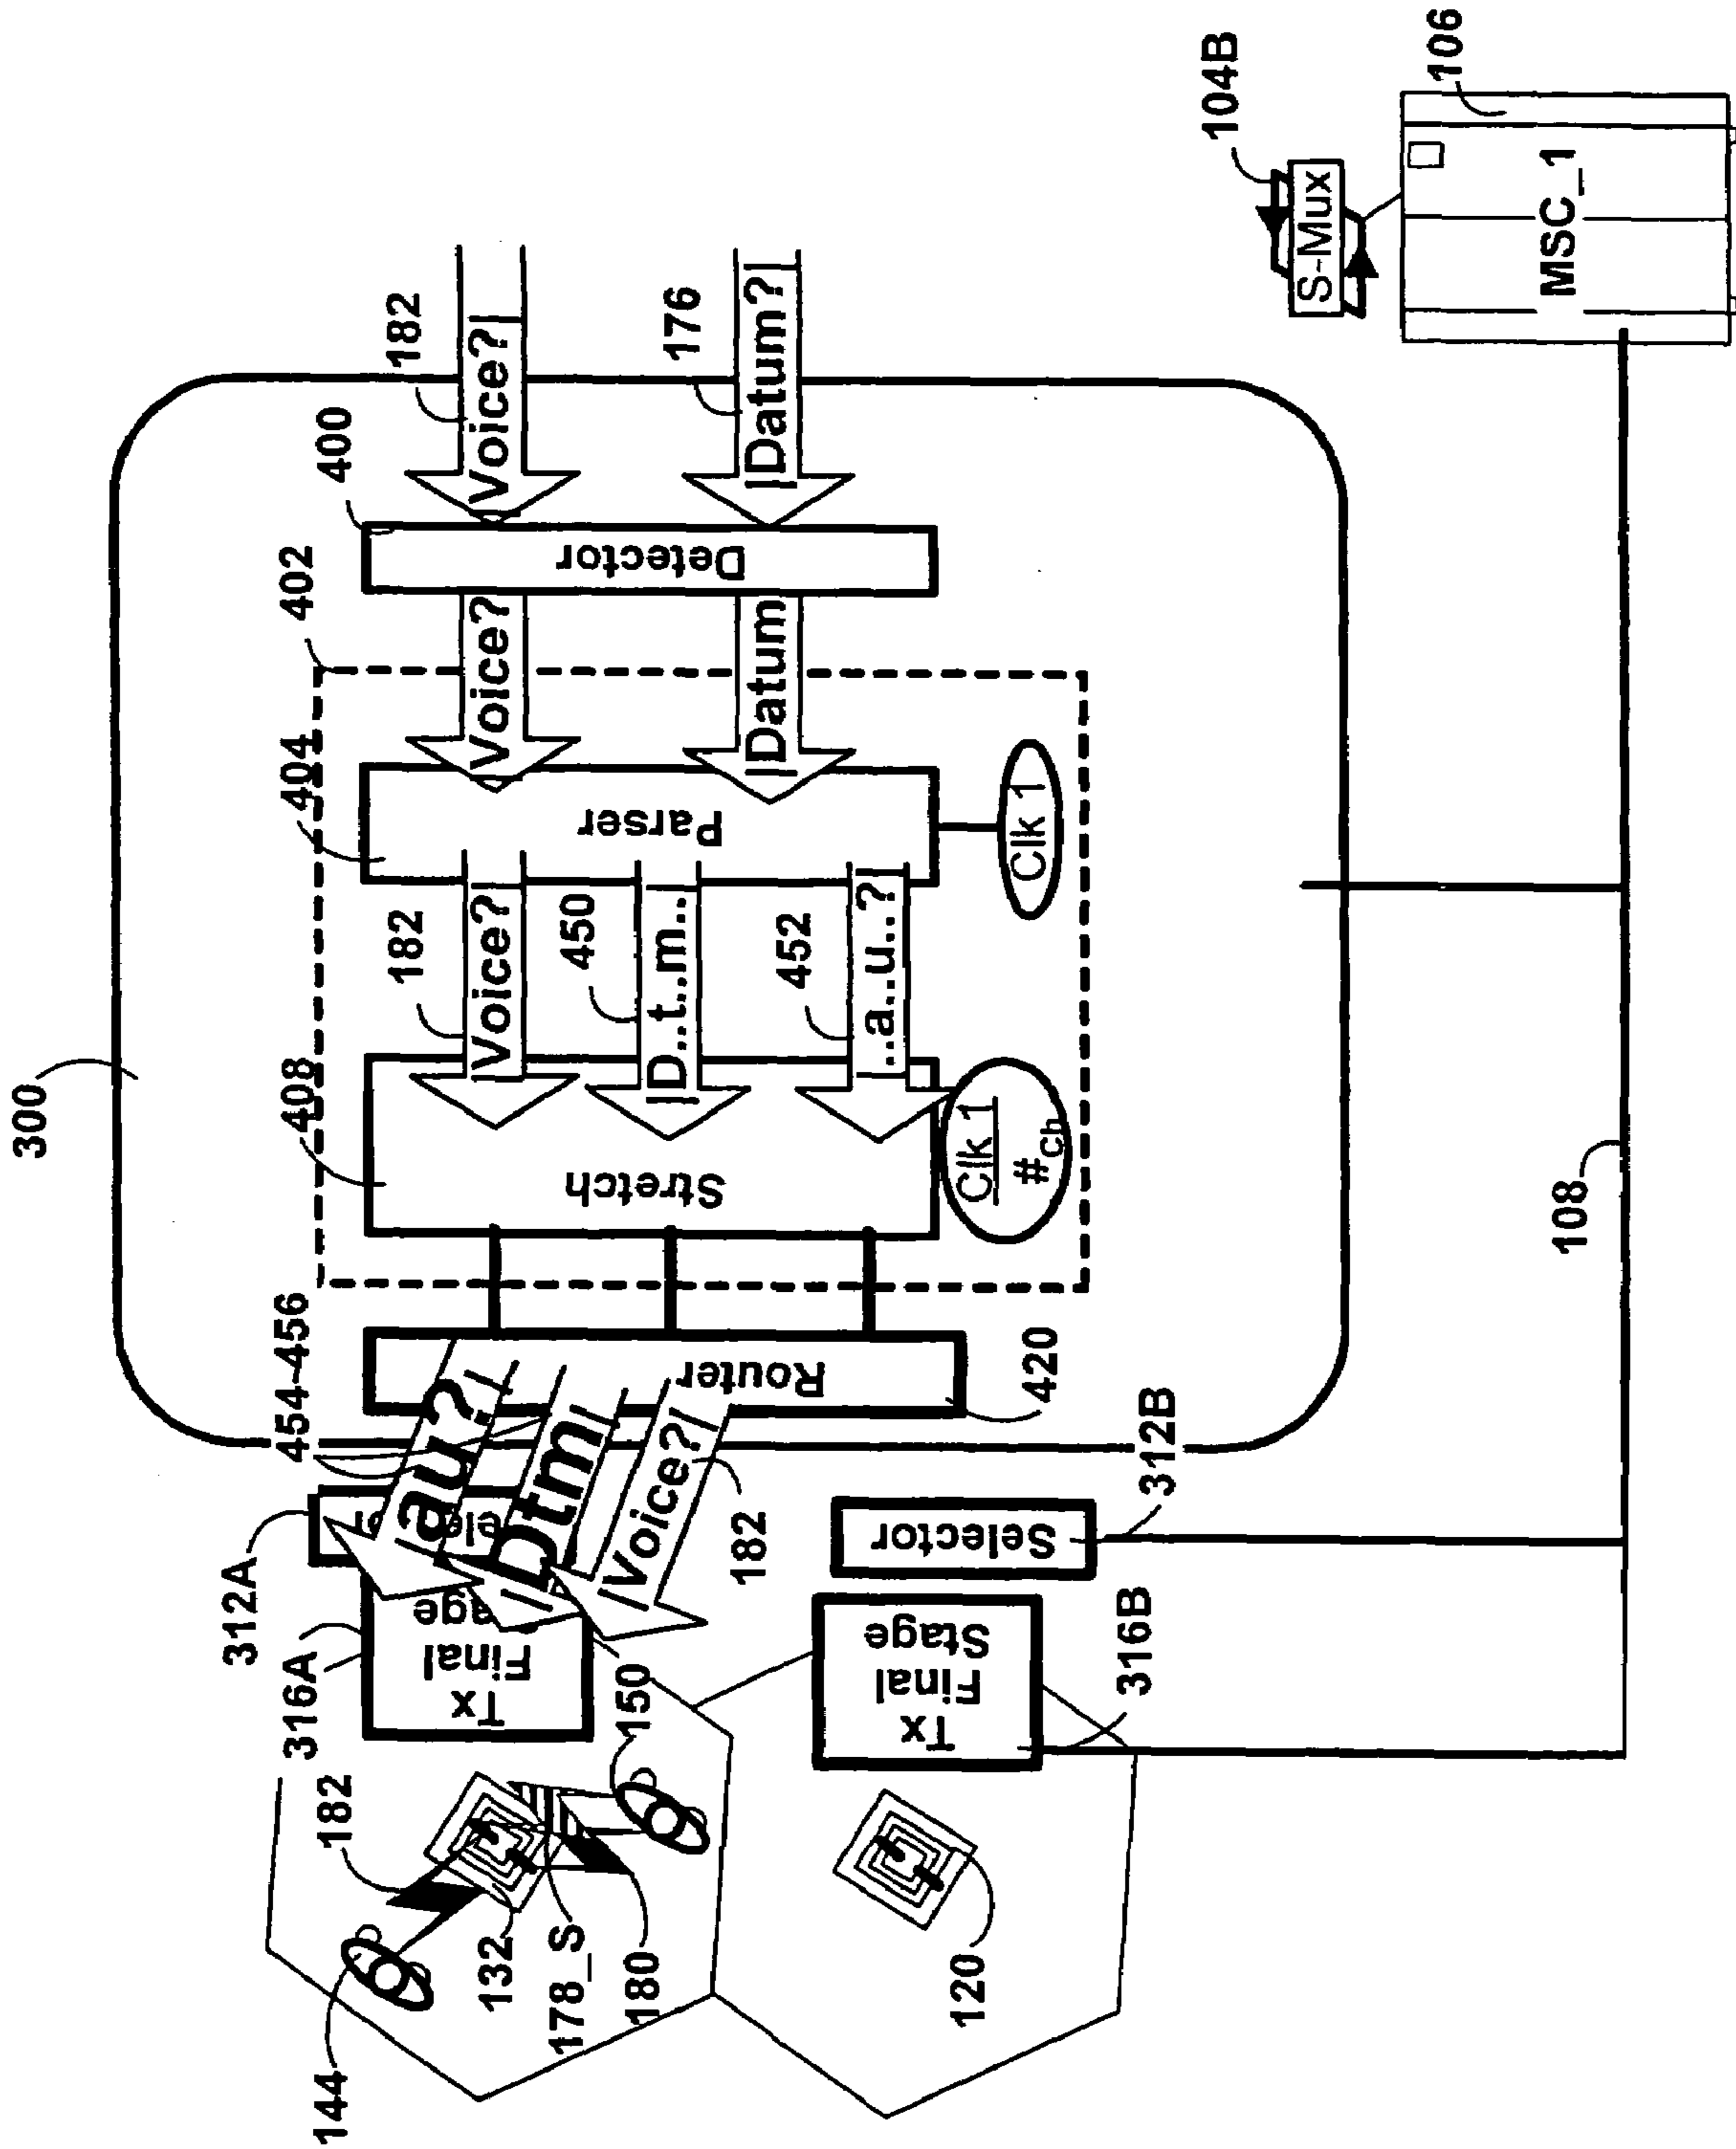 300
454-456
408
404
402
400
182
182
450
452
176
|Voice?|
|Datum?|
Detector
|Voice?
|Datum
Parser
Clk 1
|Voice?|
|D..t..m..
..a..u..?|
Stretch
Clk 1
#Ch
Router
420
|au?|
|Dtm|
|Voice?|
182
312A
316A
Tx
Final
Selector
312B
Tx
Final
Stage
316B
150
182
144
132
178_S
180
120
108
104B
S-Mux
106
MSC_1